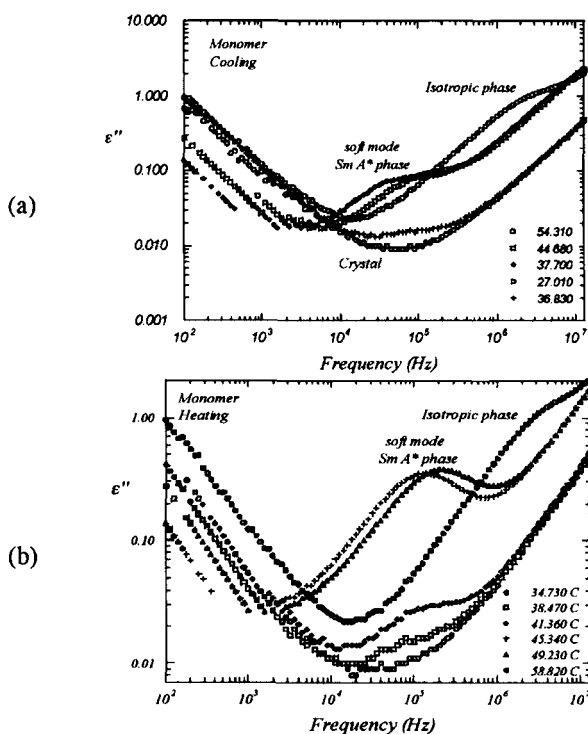 (a)
Monomer
Cooling
ε''
10.000
1.000
0.100
0.010
0.001
Isotropic phase
soft mode
Sm A* phase
Crystal
54.310
44.680
37.700
27.010
36.830
10² 10³ 10⁴ 10⁵ 10⁶ 10⁷
Frequency (Hz)
(b)
Monomer
Heating
ε''
1.00
0.10
0.01
Isotropic phase
soft mode
Sm A* phase
34.730 C
38.470 C
41.360 C
45.340 C
49.230 C
58.820 C
10² 10³ 10⁴ 10⁵ 10⁶ 10⁷
Frequency (Hz)